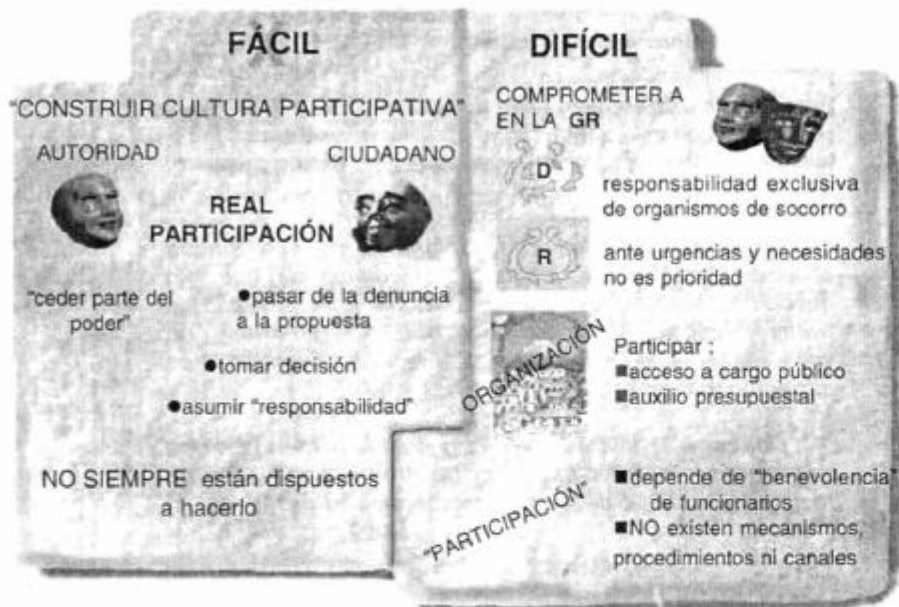 FÁCIL
"CONSTRUIR CULTURA PARTICIPATIVA"
AUTORIDAD
CIUDADANO
REAL
PARTICIPACIÓN
"ceder parte del
poder"
●pasar de la denuncia
a la propuesta
●tomar decisión
●asumir "responsabilidad"
NO SIEMPRE están dispuestos
a hacerlo
DIFÍCIL
COMPROMETER A
EN LA GR
D
responsabilidad exclusiva
de organismos de socorro
R
ante urgencias y necesidades
no es prioridad
ORGANIZACIÓN
Participar :
■acceso a cargo público
■auxilio presupuestal
"PARTICIPACIÓN"
■depende de "benevolencia"
de funcionarios
■NO existen mecanismos,
procedimientos ni canales